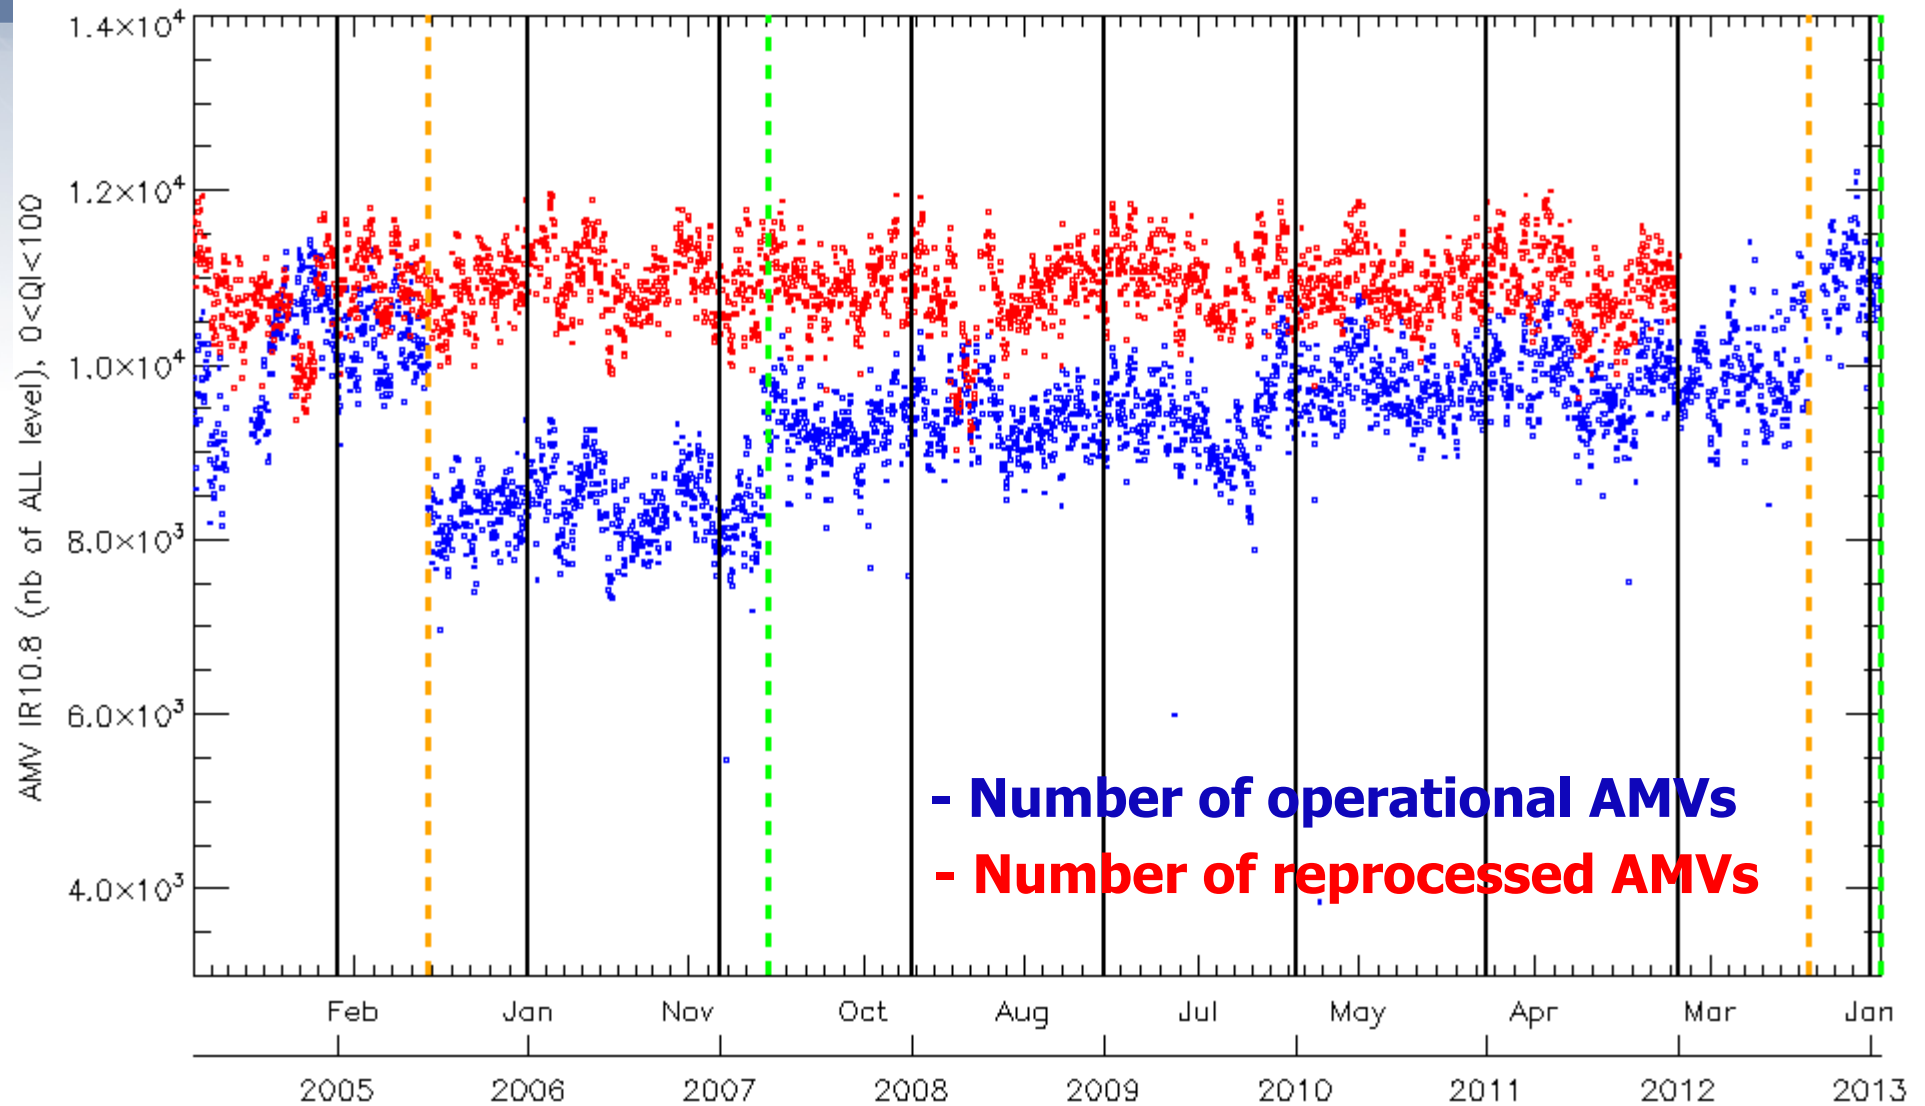 1.4×10⁴
1.2×10⁴
1.0×10⁴
8.0×10³
6.0×10³
4.0×10³
AMV IR10.8 (nb of ALL level), 0<QI<100
- Number of operational AMVs
- Number of reprocessed AMVs
Feb Jan Nov Oct Aug Jul May Apr Mar Jan
2005 2006 2007 2008 2009 2010 2011 2012 2013